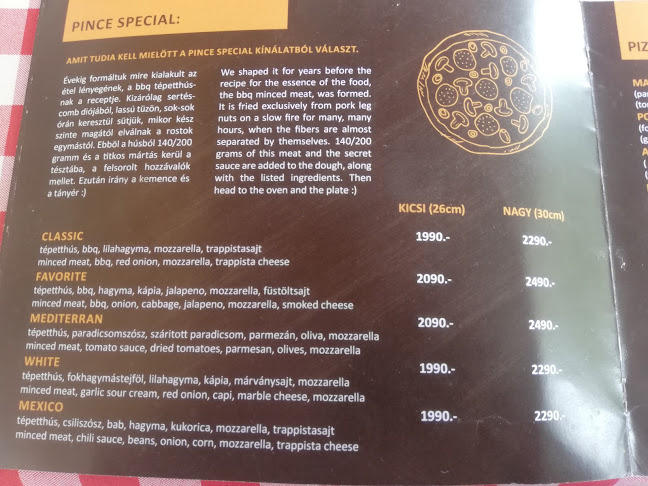 PINCE SPECIAL:
AMIT TUDIA KELL MIELÖTT A PINCE SPECIAL KÍNÁLATBÓL VÁLASZT.
Évekig formáltuk mire kialakult az
étel lényegének, a bbq tépetthús-
nak a receptje. Kizárólag sertés-
comb diójából, lassú tüzön, sok-sok
órán keresztül sütjük, mikor kész
szinte magától elválnak a rostok
egymástól. Ebböl a húsból 140/200
gramm és a titkos mártás kerül a
tésztába, a felsorolt hozzávalók
mellet. Ezután irány a kemence és
a tányér :)
We shaped it for years before the
recipe for the essence of the food,
the bbq minced meat, was formed.
It is fried exclusively from pork leg
nuts on a slow fire for many, many
hours, when the fibers are almost
separated by themselves. 140/200
grams of this meat and the secret
sauce are added to the dough, along
with the listed ingredients. Then
head to the oven and the plate :)
KICSI (26cm) NAGY (30cm)
CLASSIC 1990.- 2290.-
tépetthús, bbq, lilahagyma, mozzarella, trappistasajt
minced meat, bbq, red onion, mozzarella, trappista cheese
FAVORITE 2090.- 2490.-
tépetthús, bbq, hagyma, kápia, jalapeno, mozzarella, füstöltsajt
minced meat, bbq, onion, cabbage, jalapeno, mozzarella, smoked cheese
MEDITERRAN 2090.- 2490.-
tépetthús, paradicsomszósz, szárított paradicsom, parmezán, oliva, mozzarella
minced meat, tomato sauce, dried tomatoes, parmesan, olives, mozzarella
WHITE 1990.- 2290.-
tépetthús, fokhagymástejföl, lilahagyma, kápia, márványsajt, mozzarella
minced meat, garlic sour cream, red onion, capi, marble cheese, mozzarella
MEXICO 1990.- 2290.-
tépetthús, csiliszósz, bab, hagyma, kukorica, mozzarella, trappistasajt
minced meat, chili sauce, beans, onion, corn, mozzarella, trappista cheese